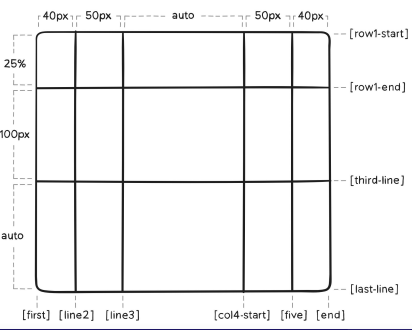 40px 50px auto 50px 40px
[row1-start]
25%
[row1-end]
100px
[third-line]
auto
[last-line]
[first] [line2] [line3] [col4-start] [five] [end]